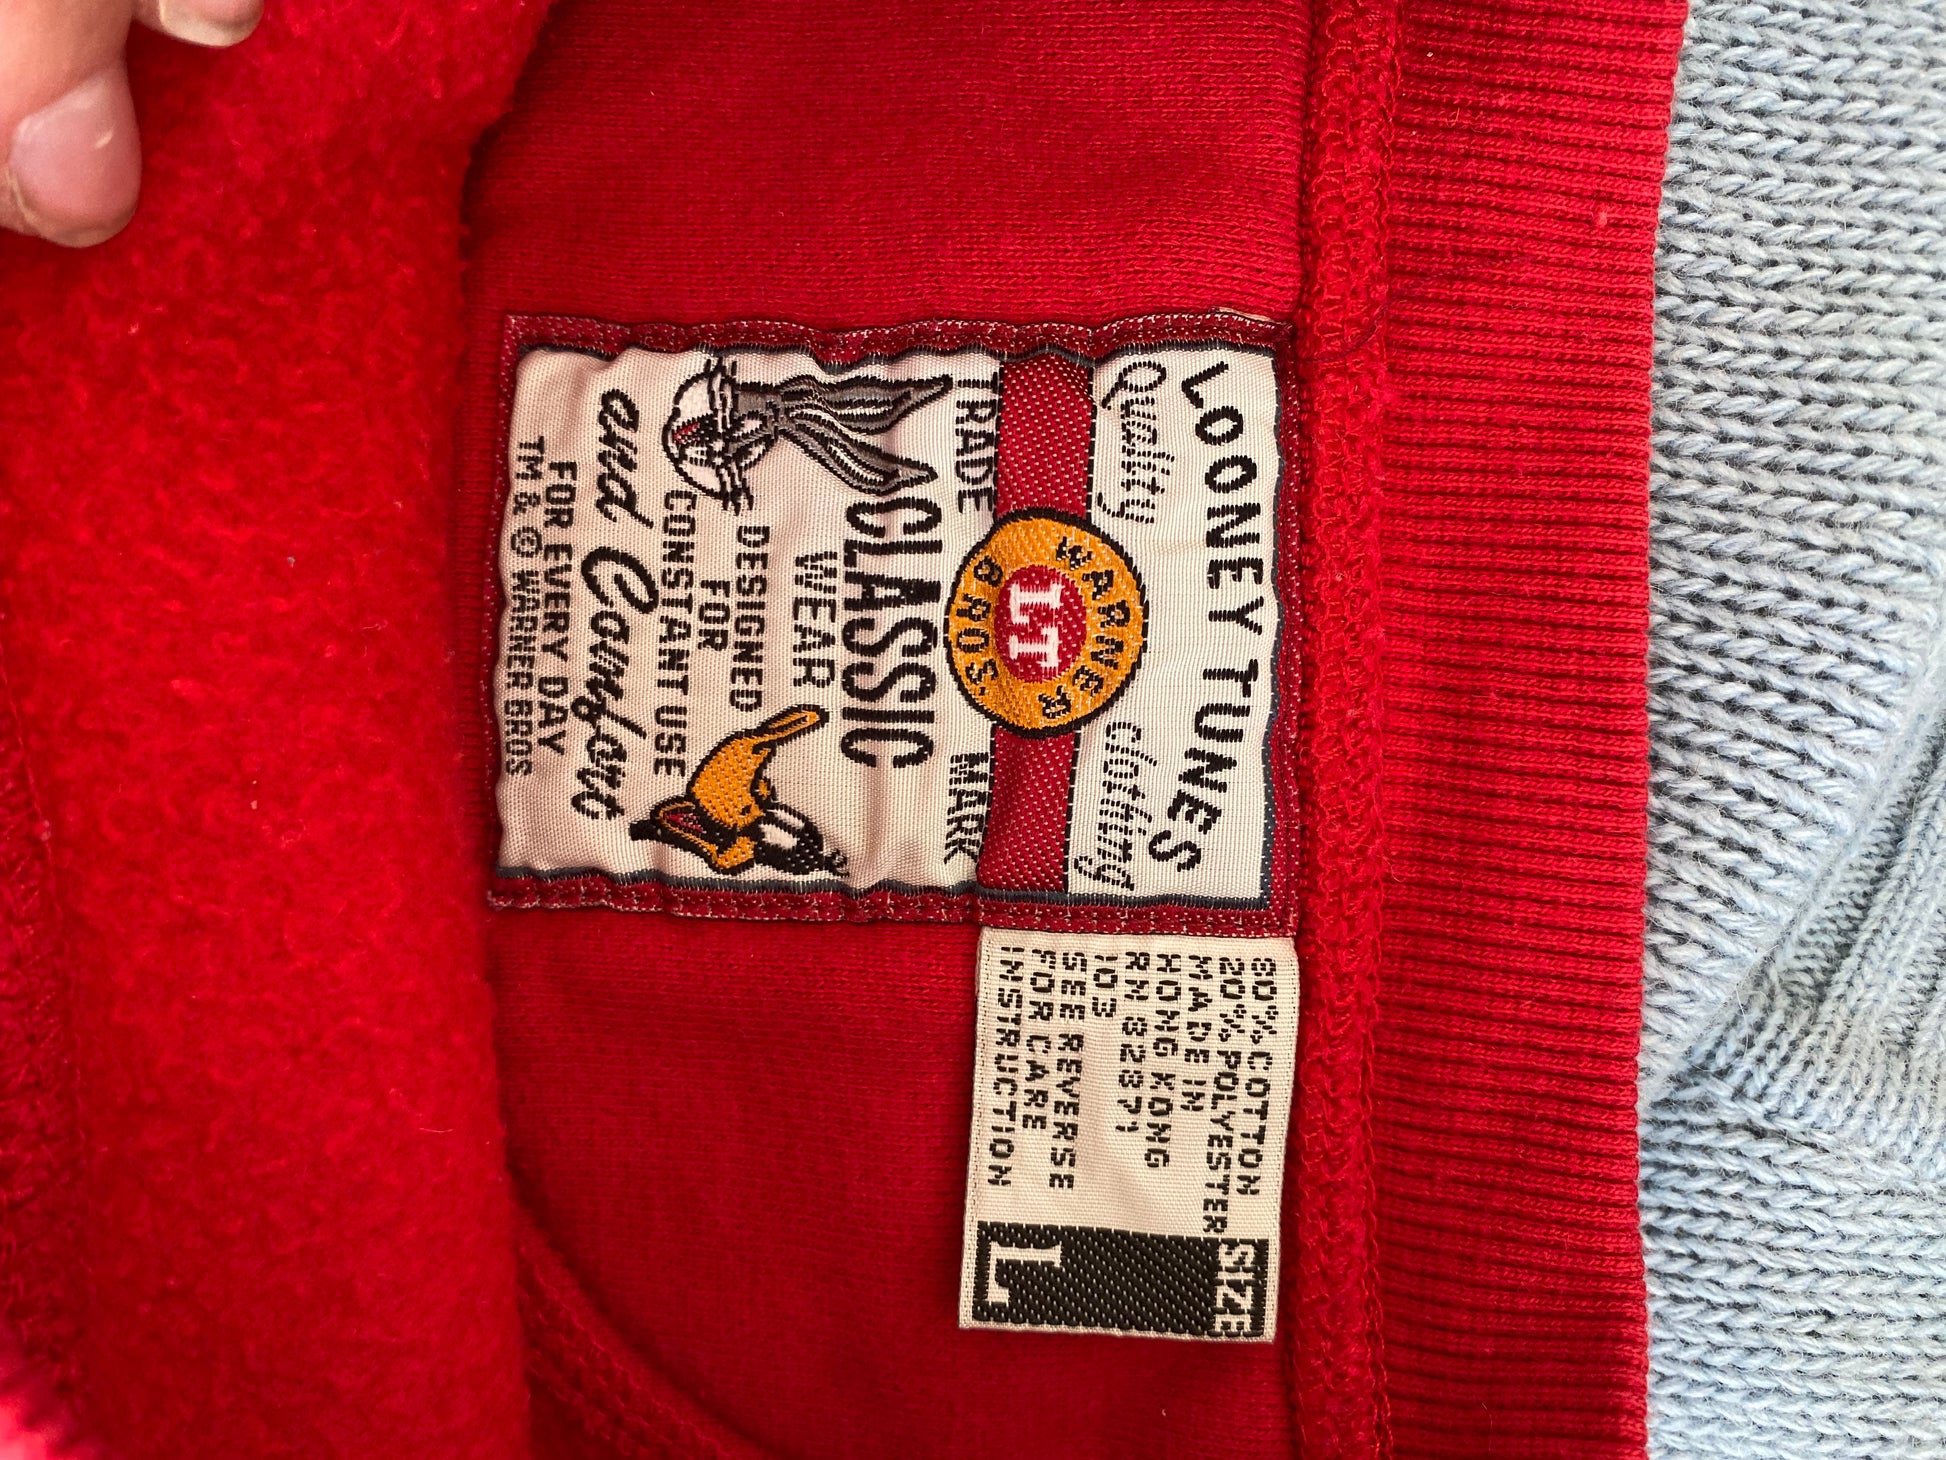 LOONEY TUNES
Quality clothing
WARNER
LT
BROS.
TRADE MARK
CLASSIC
WEAR
DESIGNED
FOR
CONSTANT USE
and Comfort
FOR EVERY DAY
TM & © WARNER BROS
80% COTTON
20% POLYESTER
MADE IN
HONG KONG
RN 82871
103
SEE REVERSE
FOR CARE
INSTRUCTION
SIZE
L